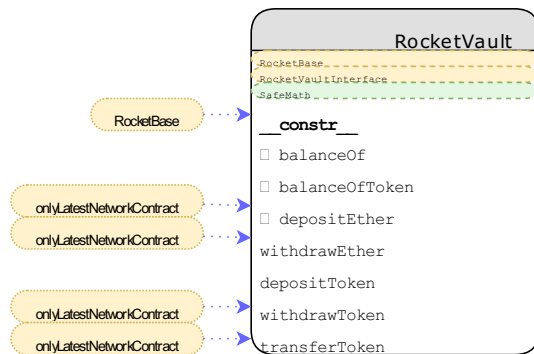 RocketVault
RocketBase
RocketVaultInterface
SafeMath
RocketBase
__constr__
balanceOf
balanceOfToken
onlyLatestNetworkContract
depositEther
onlyLatestNetworkContract
withdrawEther
depositToken
onlyLatestNetworkContract
withdrawToken
onlyLatestNetworkContract
transferToken